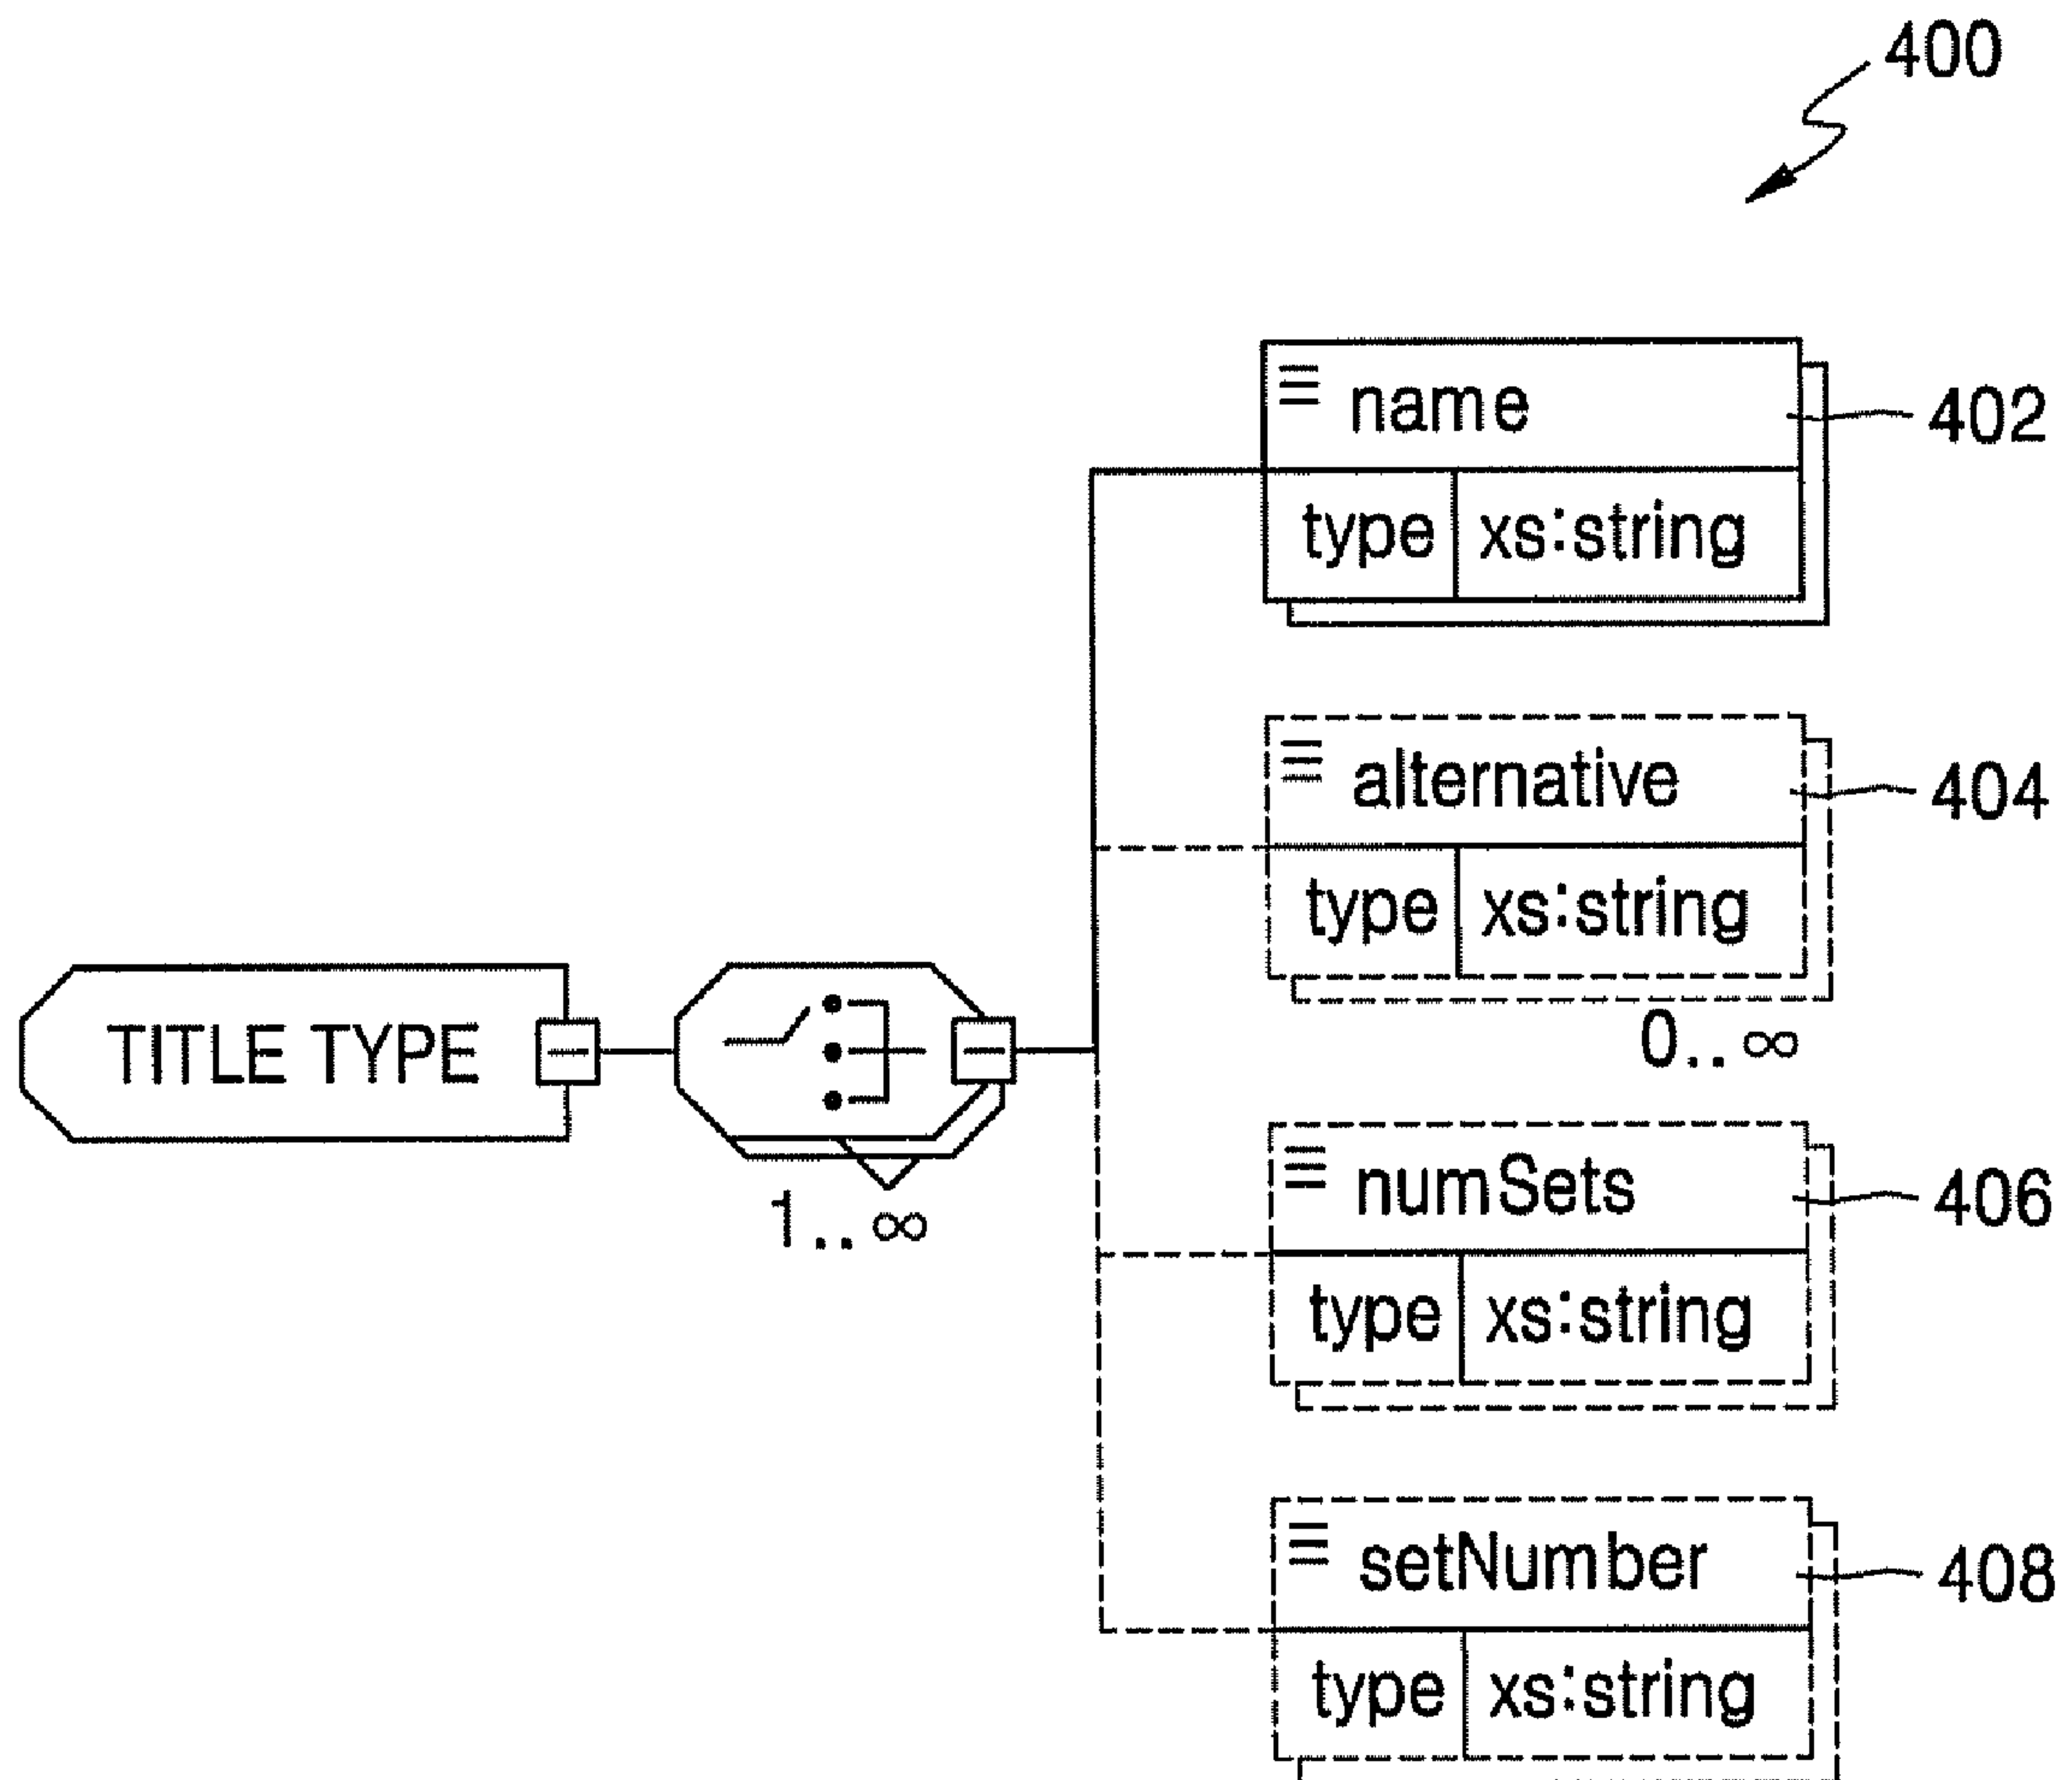 400
name
402
type xs:string
alternative
404
type xs:string
0..∞
TITLE TYPE
1..∞
numSets
406
type xs:string
setNumber
408
type xs:string